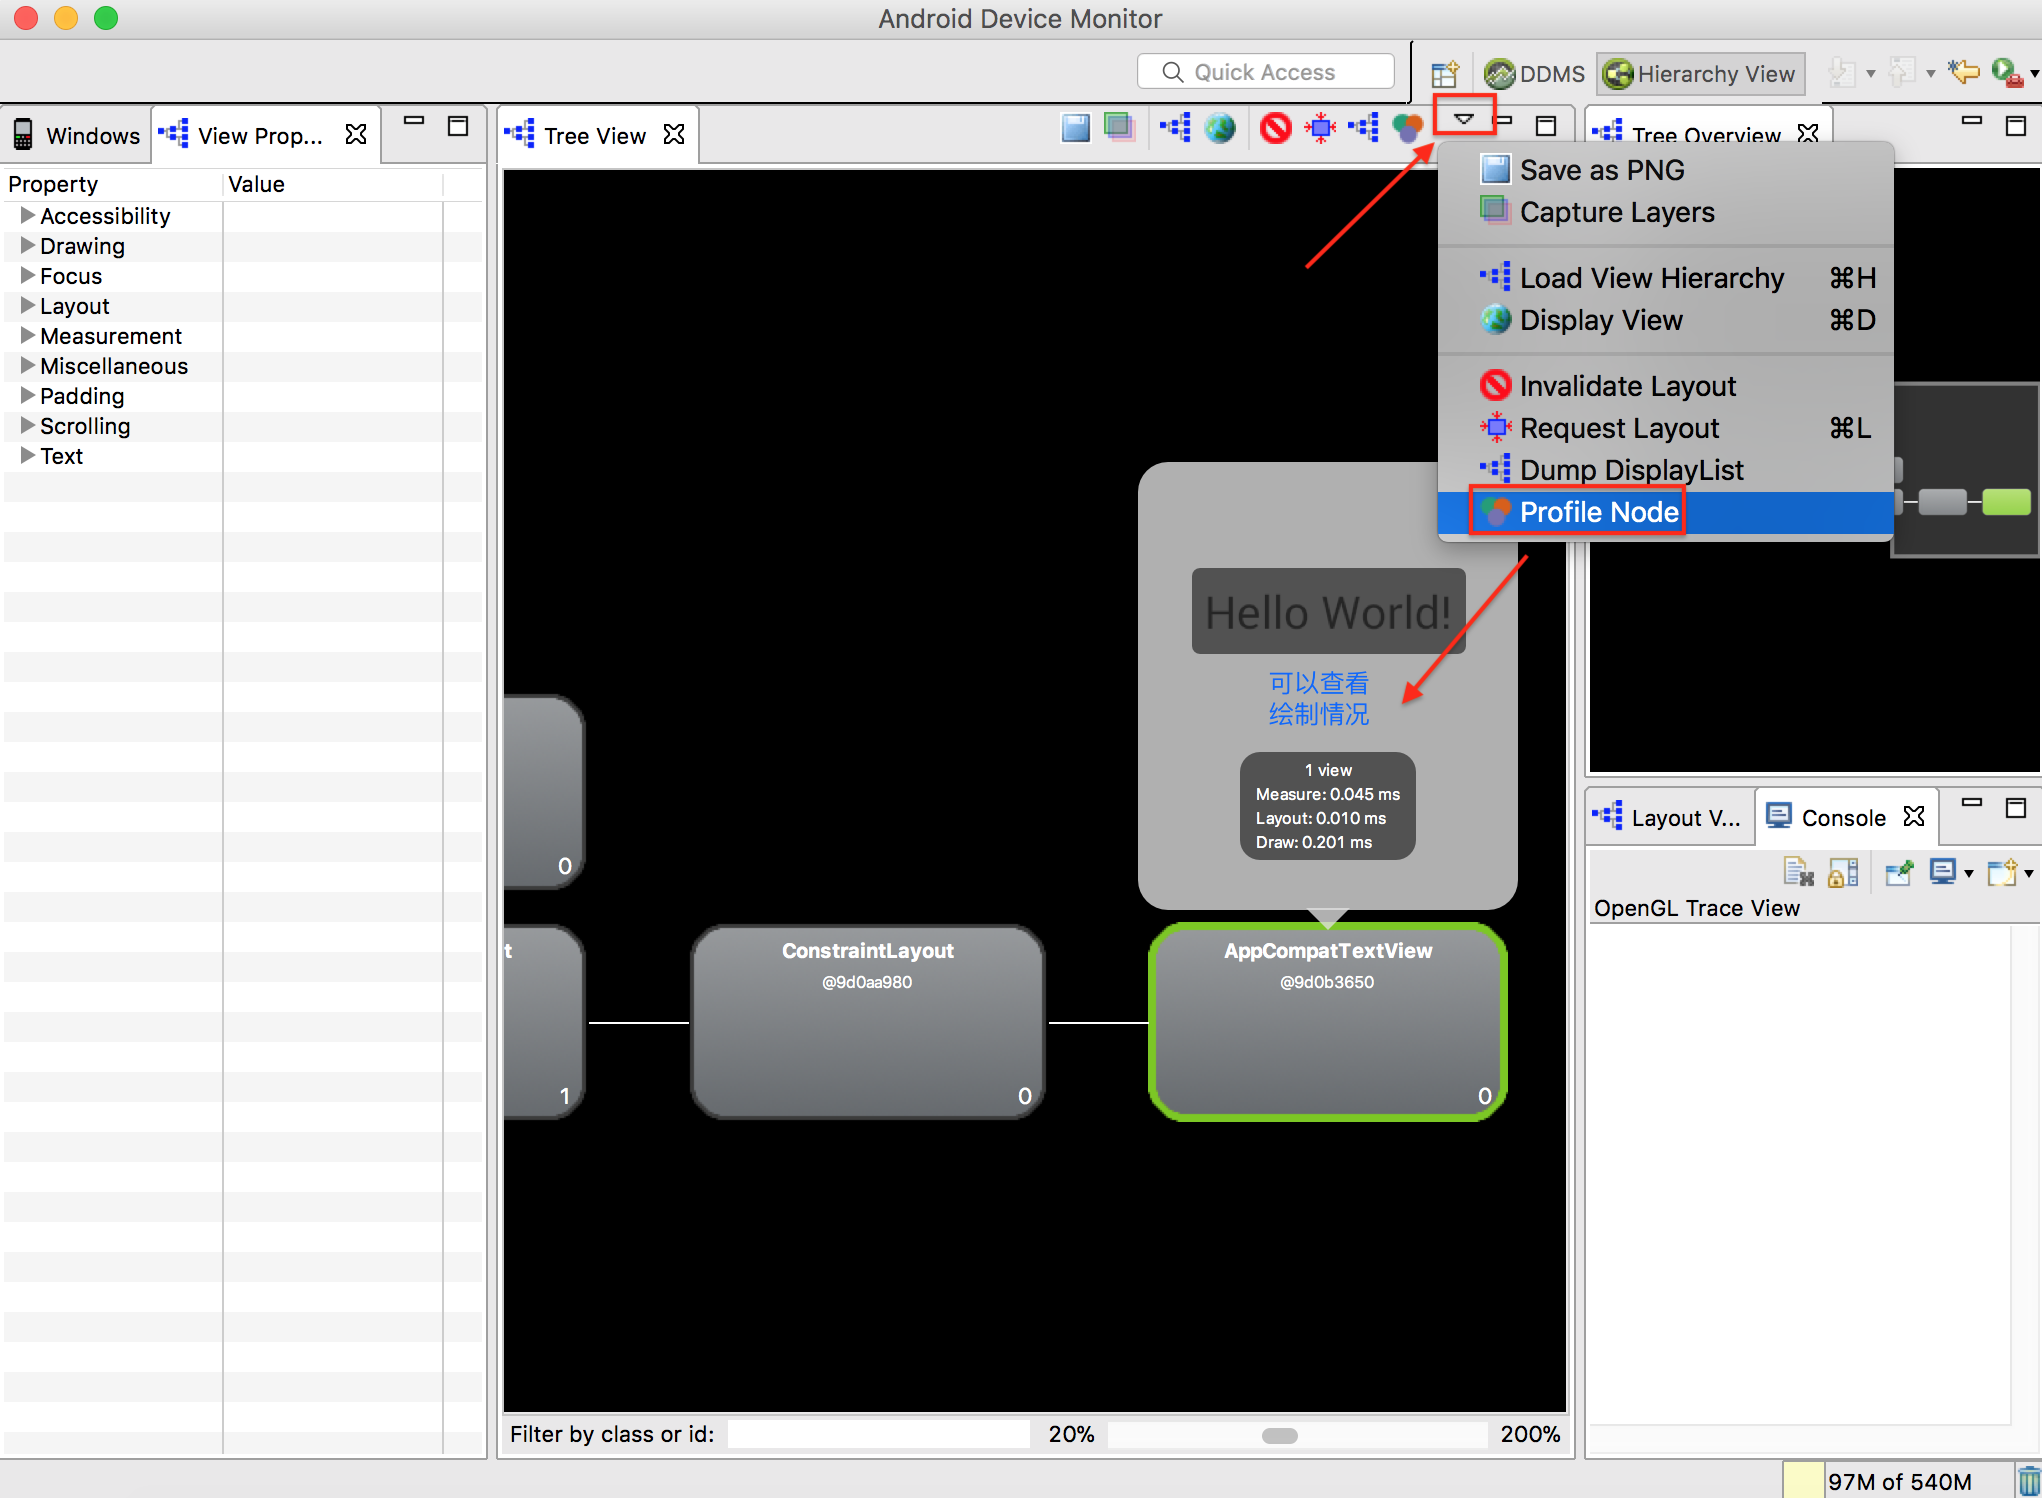 Android Device Monitor
Quick Access
DDMS
Hierarchy View
Windows
View Prop...
Tree View
Tree Overview
Property
Value
Accessibility
Drawing
Focus
Layout
Measurement
Miscellaneous
Padding
Scrolling
Text
Save as PNG
Capture Layers
Load View Hierarchy ⌘H
Display View ⌘D
Invalidate Layout
Request Layout ⌘L
Dump DisplayList
Profile Node
Hello World!
可以查看
绘制情况
1 view
Measure: 0.045 ms
Layout: 0.010 ms
Draw: 0.201 ms
0
t
1
ConstraintLayout
@9d0aa980
0
AppCompatTextView
@9d0b3650
0
Filter by class or id:
20%
200%
Layout V...
Console
OpenGL Trace View
97M of 540M